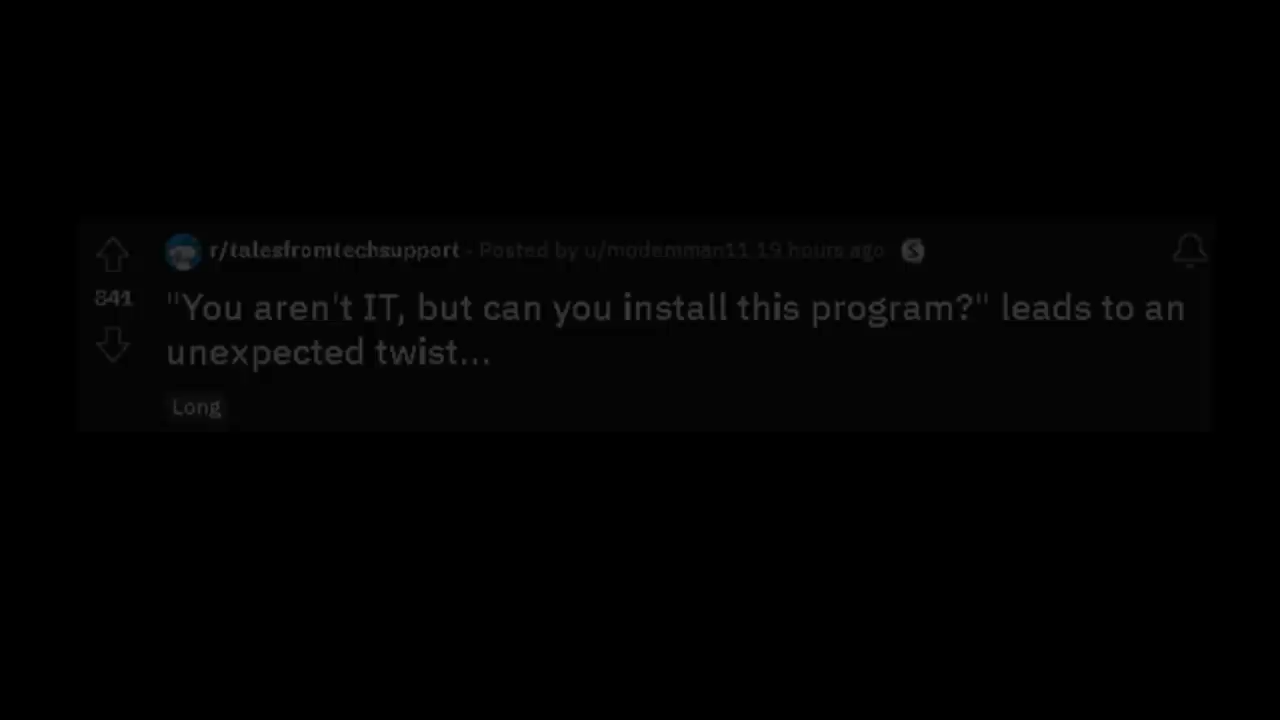 r/talesfromtechsupport · Posted by u/modemman11 19 hours ago
841
"You aren't IT, but can you install this program?" leads to an
unexpected twist...
Long